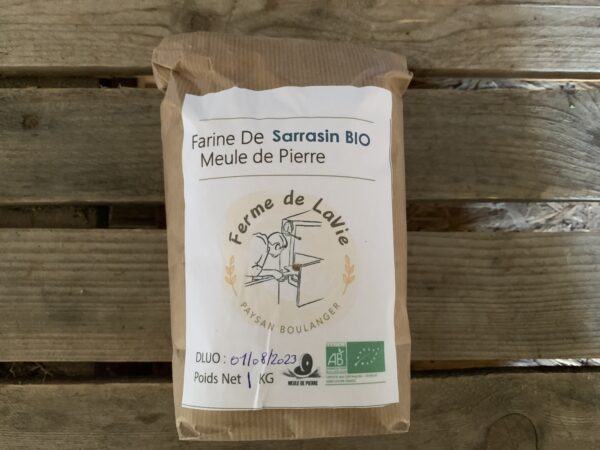 Farine De Sarrasin BIO
Meule de Pierre
Ferme de LaVie
PAYSAN BOULANGER
DLUO : 01/08/2023
Poids Net 1 KG
MEULE DE PIERRE
AB